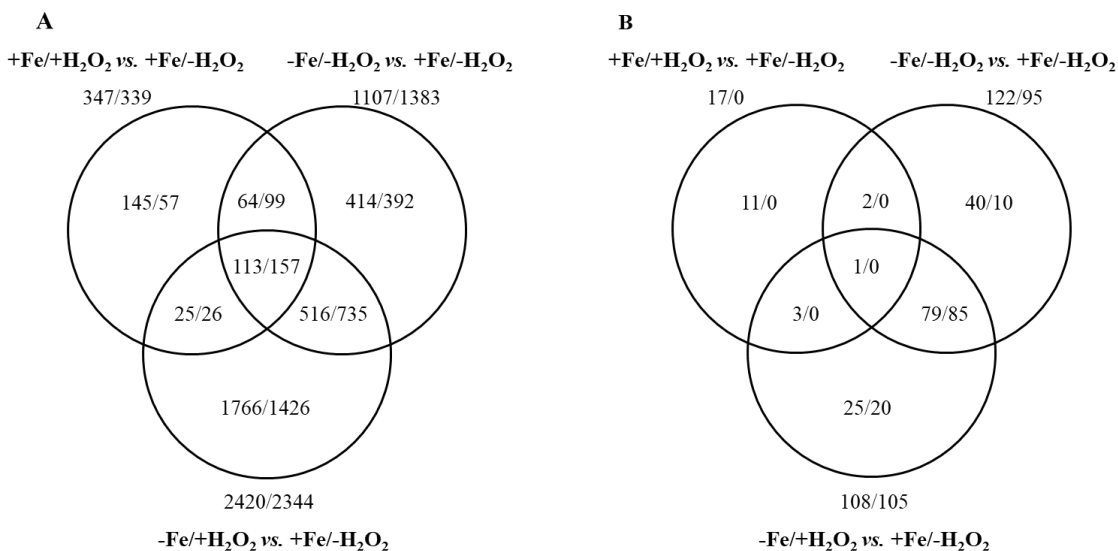 A
+Fe/+H₂O₂ vs. +Fe/-H₂O₂
-Fe/-H₂O₂ vs. +Fe/-H₂O₂
347/339
1107/1383
145/57
64/99
414/392
113/157
25/26
516/735
1766/1426
2420/2344
-Fe/+H₂O₂ vs. +Fe/-H₂O₂
B
+Fe/+H₂O₂ vs. +Fe/-H₂O₂
-Fe/-H₂O₂ vs. +Fe/-H₂O₂
17/0
122/95
11/0
2/0
40/10
1/0
3/0
79/85
25/20
108/105
-Fe/+H₂O₂ vs. +Fe/-H₂O₂